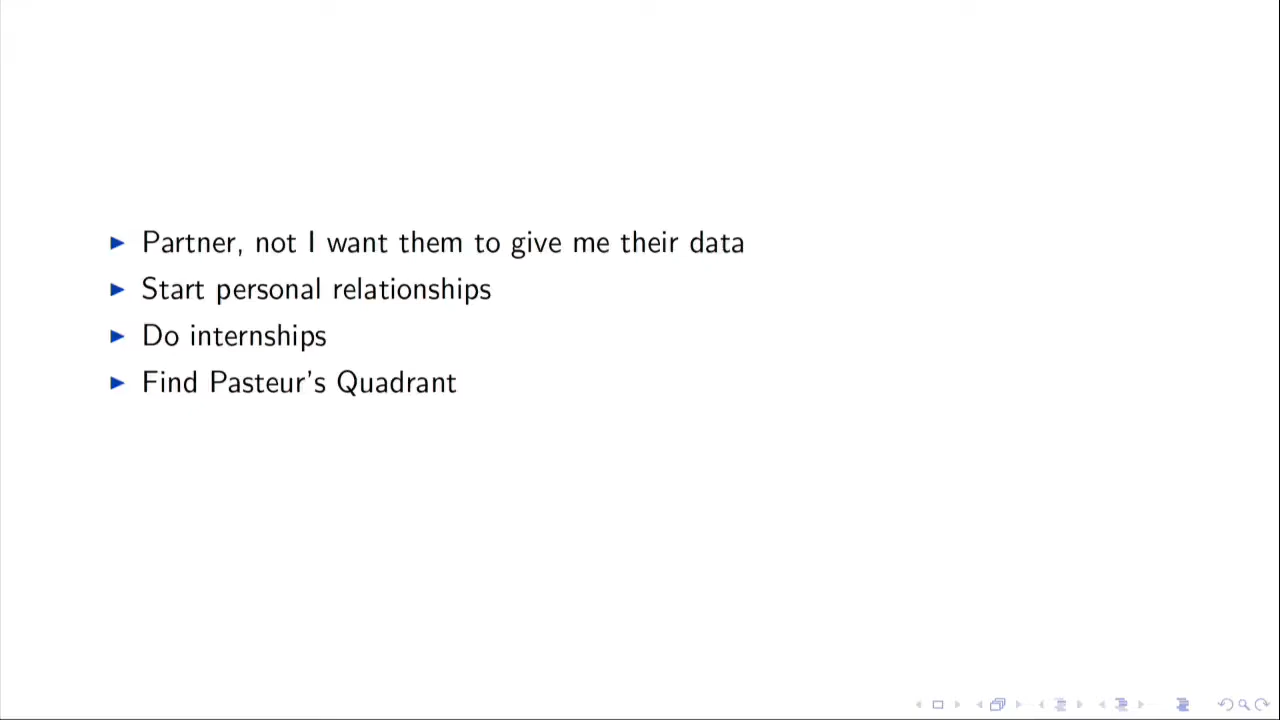 Partner, not I want them to give me their data
Start personal relationships
Do internships
Find Pasteur's Quadrant